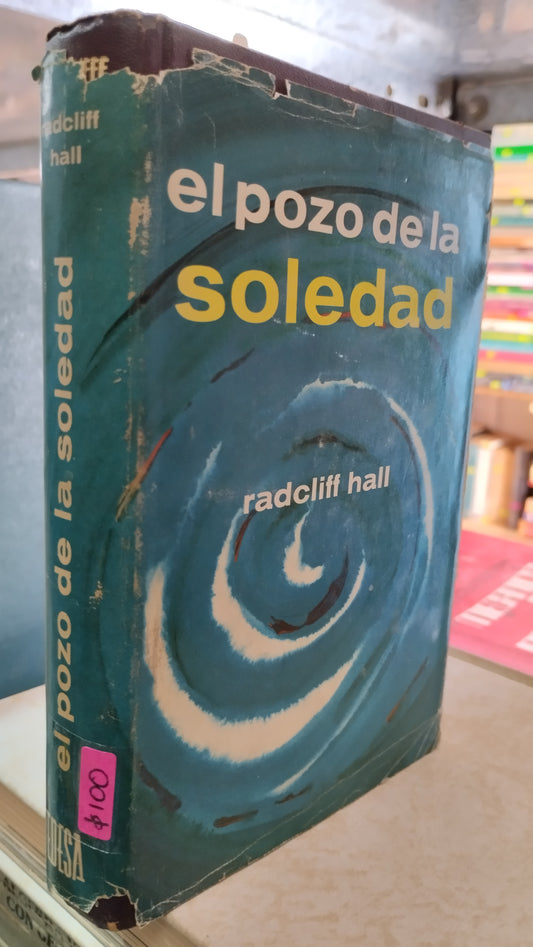 el pozo de la
soledad
radcliff hall
radcliff
hall
el pozo de la soledad
$100